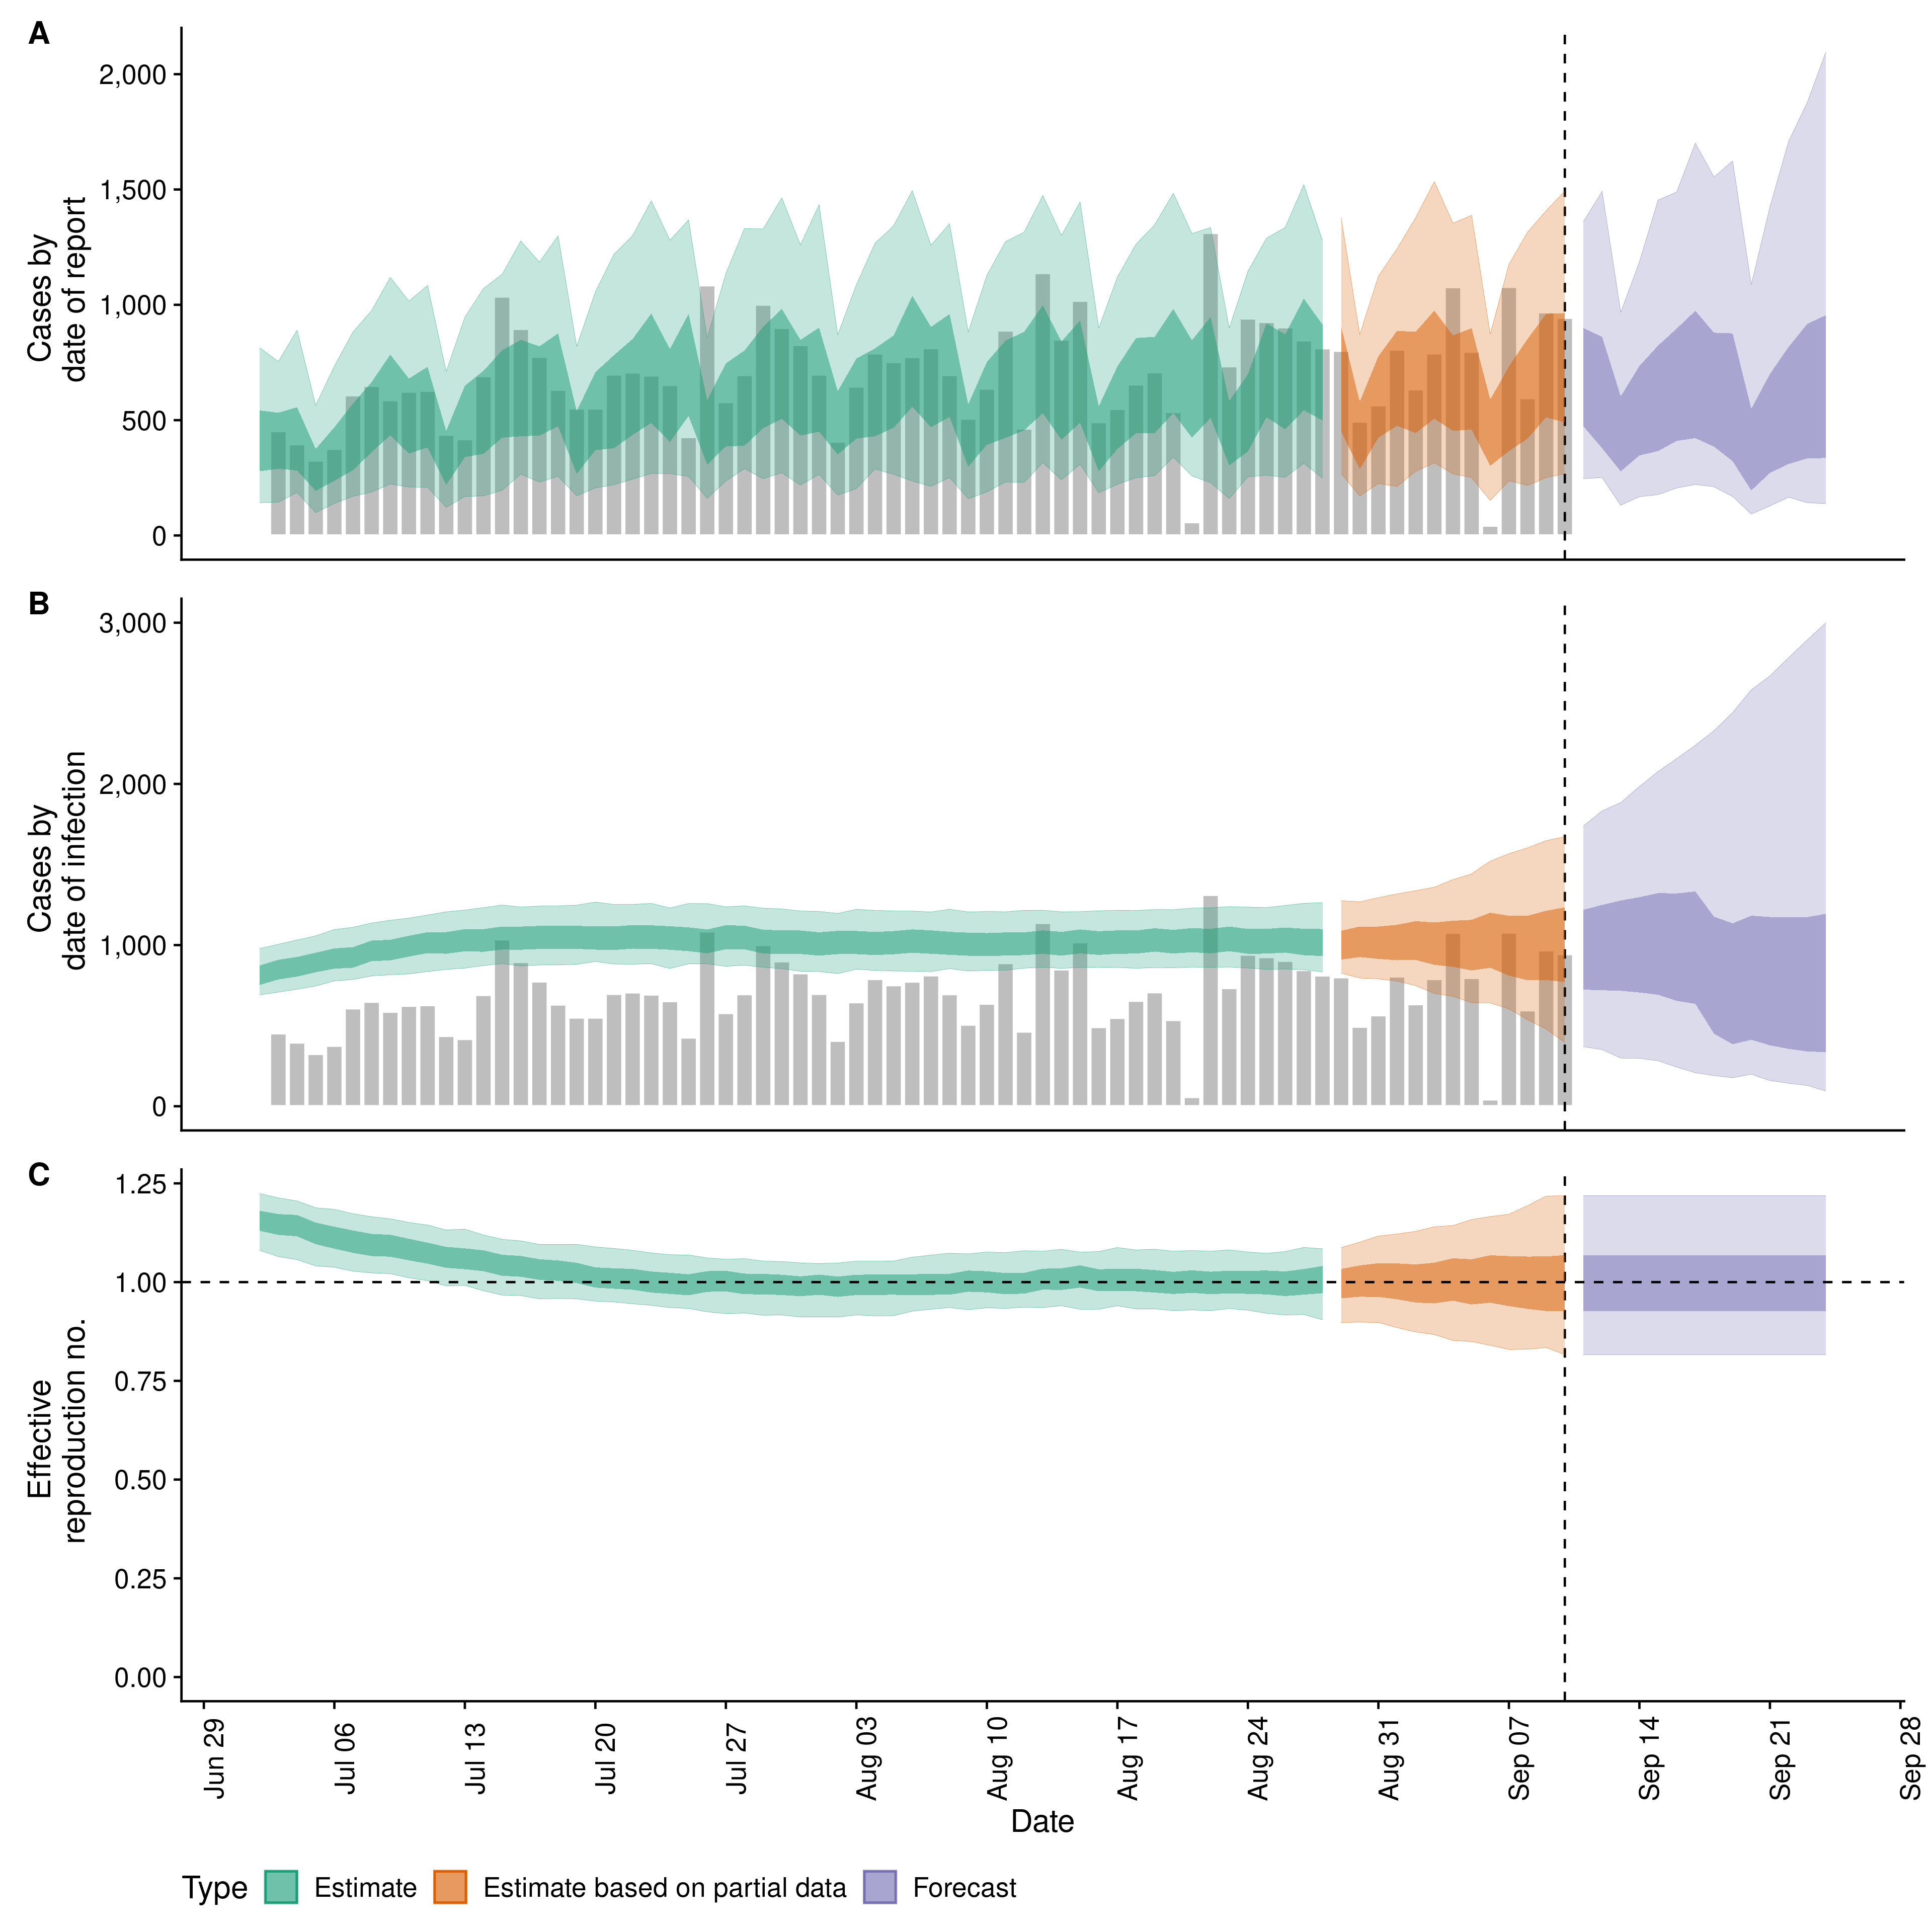 A
2,000
1,500
1,000
500
0
Cases by
date of report
B
3,000
2,000
1,000
0
Cases by
date of infection
C
1.25
1.00
0.75
0.50
0.25
0.00
Effective
reproduction no.
Jun 29
Jul 06
Jul 13
Jul 20
Jul 27
Aug 03
Aug 10
Aug 17
Aug 24
Aug 31
Sep 07
Sep 14
Sep 21
Sep 28
Date
Type Estimate Estimate based on partial data Forecast